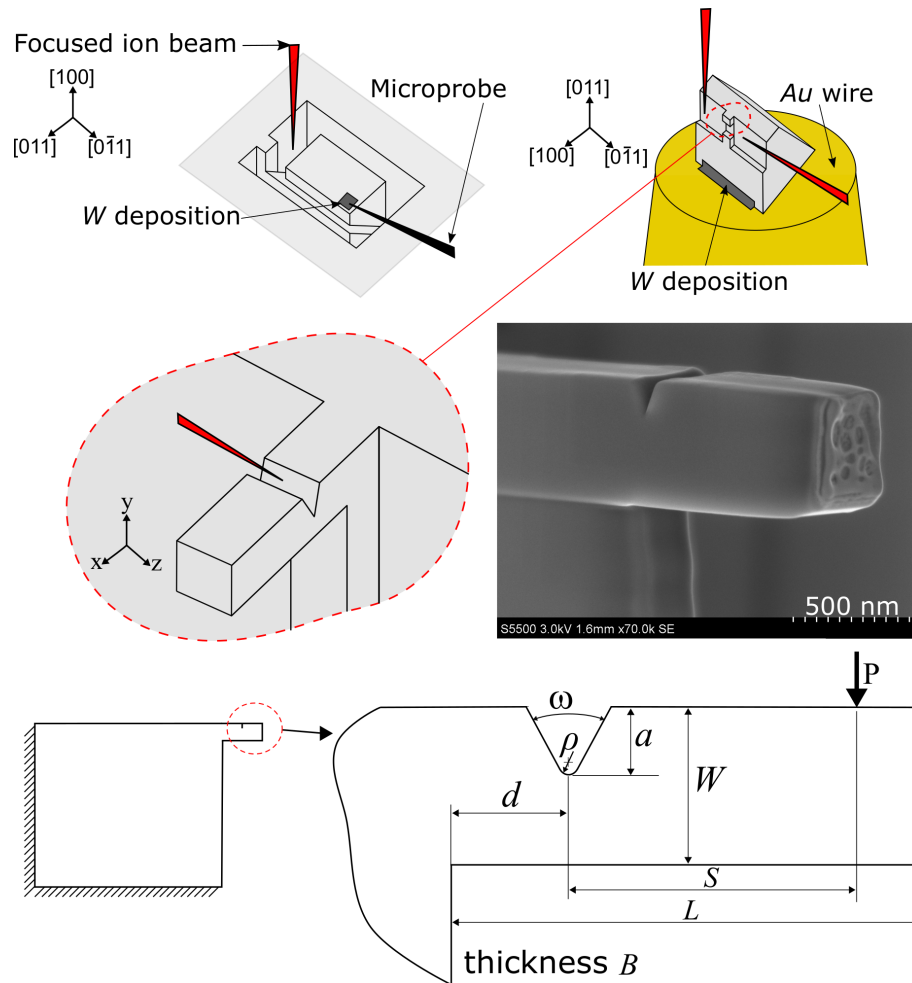 Focused ion beam
[100]
[011]
[01̄1]
Microprobe
W deposition
[011]
[100]
[01̄1]
Au wire
W deposition
y
x
z
500 nm
S5500 3.0kV 1.6mm x70.0k SE
P
ω
ρ
a
W
d
S
L
thickness B